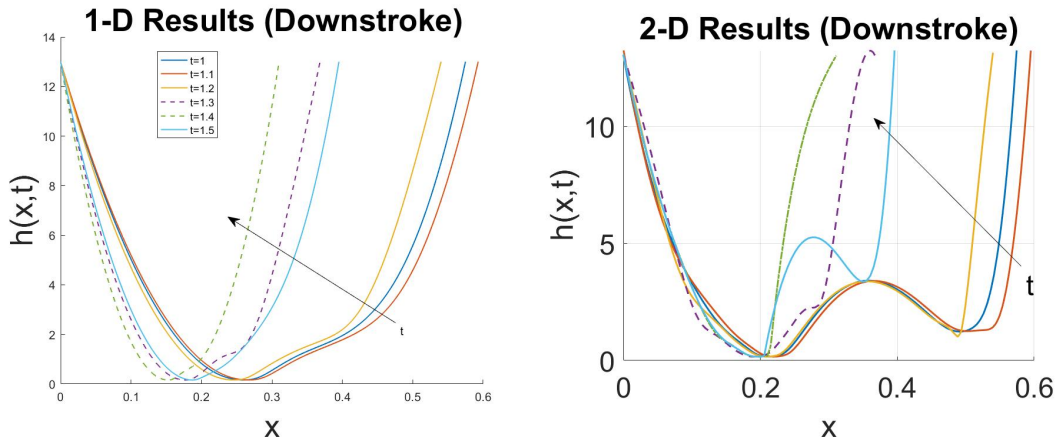 1-D Results (Downstroke)
14
12
10
8
6
4
2
0
h(x,t)
t=1
t=1.1
t=1.2
t=1.3
t=1.4
t=1.5
t
0 0.1 0.2 0.3 0.4 0.5 0.6
x
2-D Results (Downstroke)
10
5
0
h(x,t)
t
0 0.2 0.4 0.6
x